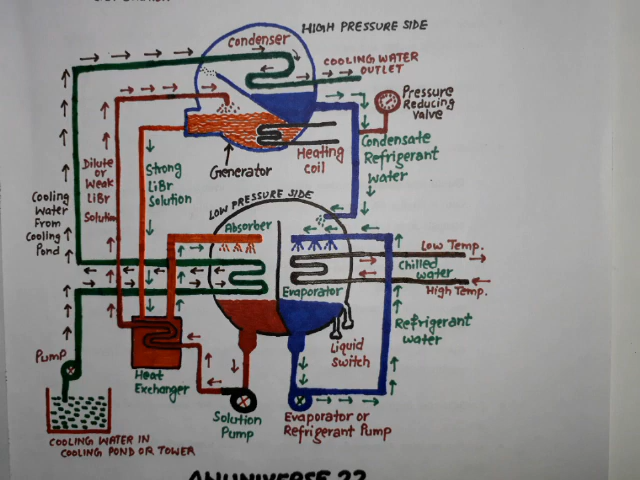 HIGH PRESSURE SIDE
Condenser
COOLING WATER
OUTLET
Pressure
Reducing
valve
Condensate
Refrigerant
Water
Heating
coil
Generator
Dilute
or
Weak
LiBr
Solution
Strong
LiBr
Solution
Cooling
Water
From
Cooling
Pond
LOW PRESSURE SIDE
Absorber
Low Temp.
Chilled
water
High Temp.
Evaporator
Refrigerant
water
Liquid
Switch
Pump
Heat
Exchanger
Solution
Pump
Evaporator or
Refrigerant Pump
COOLING WATER IN
COOLING POND OR TOWER
ANUNIVERSE 22